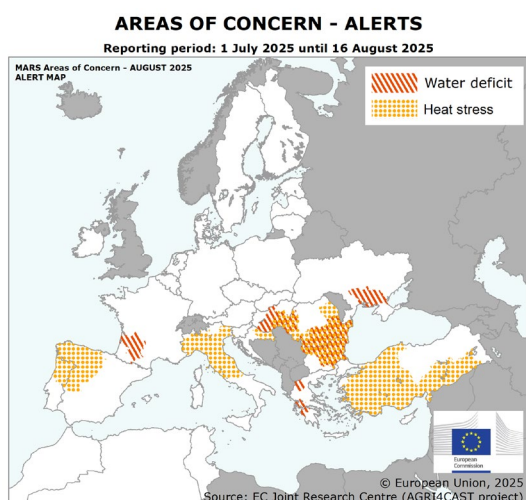 AREAS OF CONCERN - ALERTS
Reporting period: 1 July 2025 until 16 August 2025
MARS Areas of Concern – AUGUST 2025
ALERT MAP
Water deficit
Heat stress
European
Commission
© European Union, 2025
Source: EC Joint Research Centre (AGRI4CAST project)